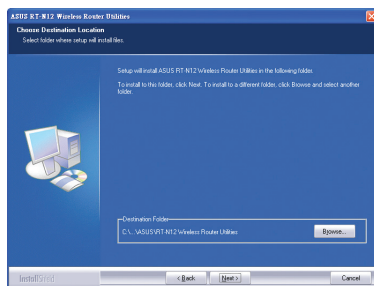 ASUS RT-N12 Wireless Router Utilities
Choose Destination Location
Select folder where setup will install files.
Setup will install ASUS RT-N12 Wireless Router Utilities in the following folder.
To install to this folder, click Next. To install to a different folder, click Browse and select another
folder.
Destination Folder
C:\...\ASUS\RT-N12 Wireless Router Utilities
Browse...
InstallShield
< Back
Next >
Cancel